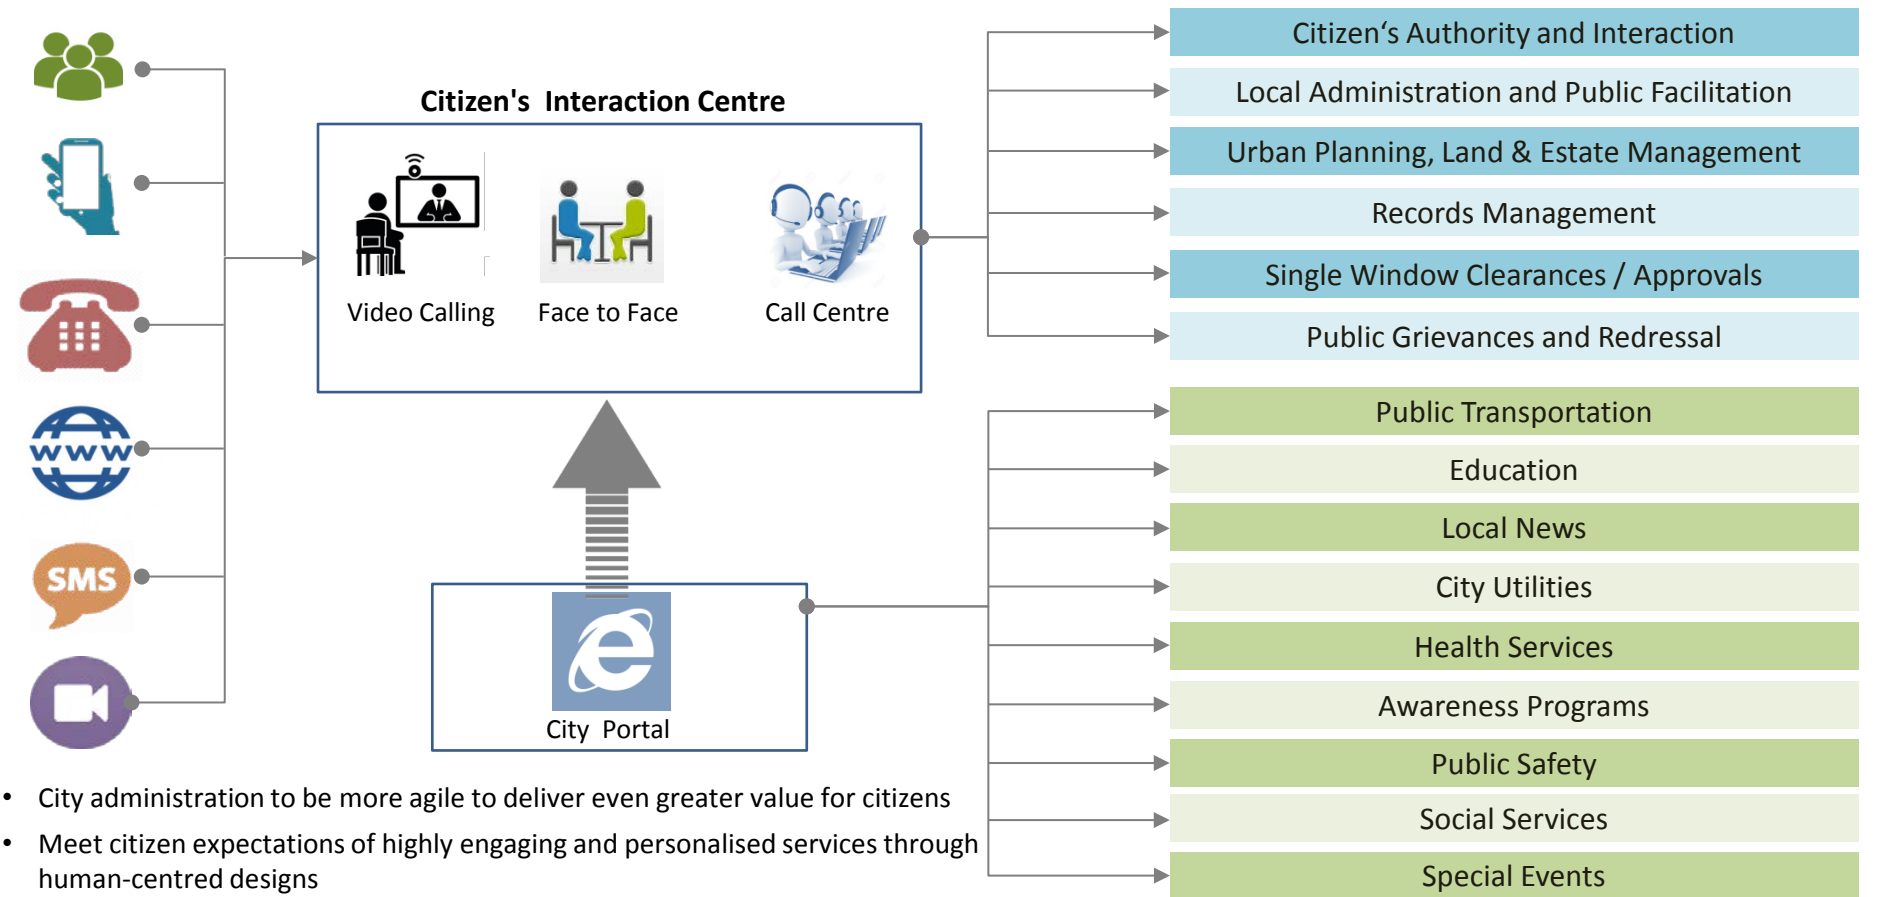 Citizen's Interaction Centre
Video Calling
Face to Face
Call Centre
www
SMS
City Portal
Citizen‘s Authority and Interaction
Local Administration and Public Facilitation
Urban Planning, Land & Estate Management
Records Management
Single Window Clearances / Approvals
Public Grievances and Redressal
Public Transportation
Education
Local News
City Utilities
Health Services
Awareness Programs
Public Safety
Social Services
Special Events
• City administration to be more agile to deliver even greater value for citizens
• Meet citizen expectations of highly engaging and personalised services through
human-centred designs